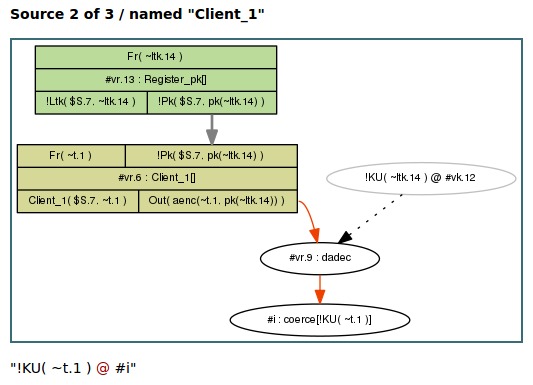 Source 2 of 3 / named "Client_1"
Fr( ~ltk.14 )
#vr.13 : Register_pk[]
!Ltk( $S.7, ~ltk.14 ) !Pk( $S.7, pk(~ltk.14) )
Fr( ~t.1 ) !Pk( $S.7, pk(~ltk.14) )
!KU( ~ltk.14 ) @ #vk.12
#vr.6 : Client_1[]
Client_1( $S.7, ~t.1 ) Out( aenc(~t.1, pk(~ltk.14)) )
#vr.9 : dadec
#i : coerce[!KU( ~t.1 )]
"!KU( ~t.1 ) @ #i"